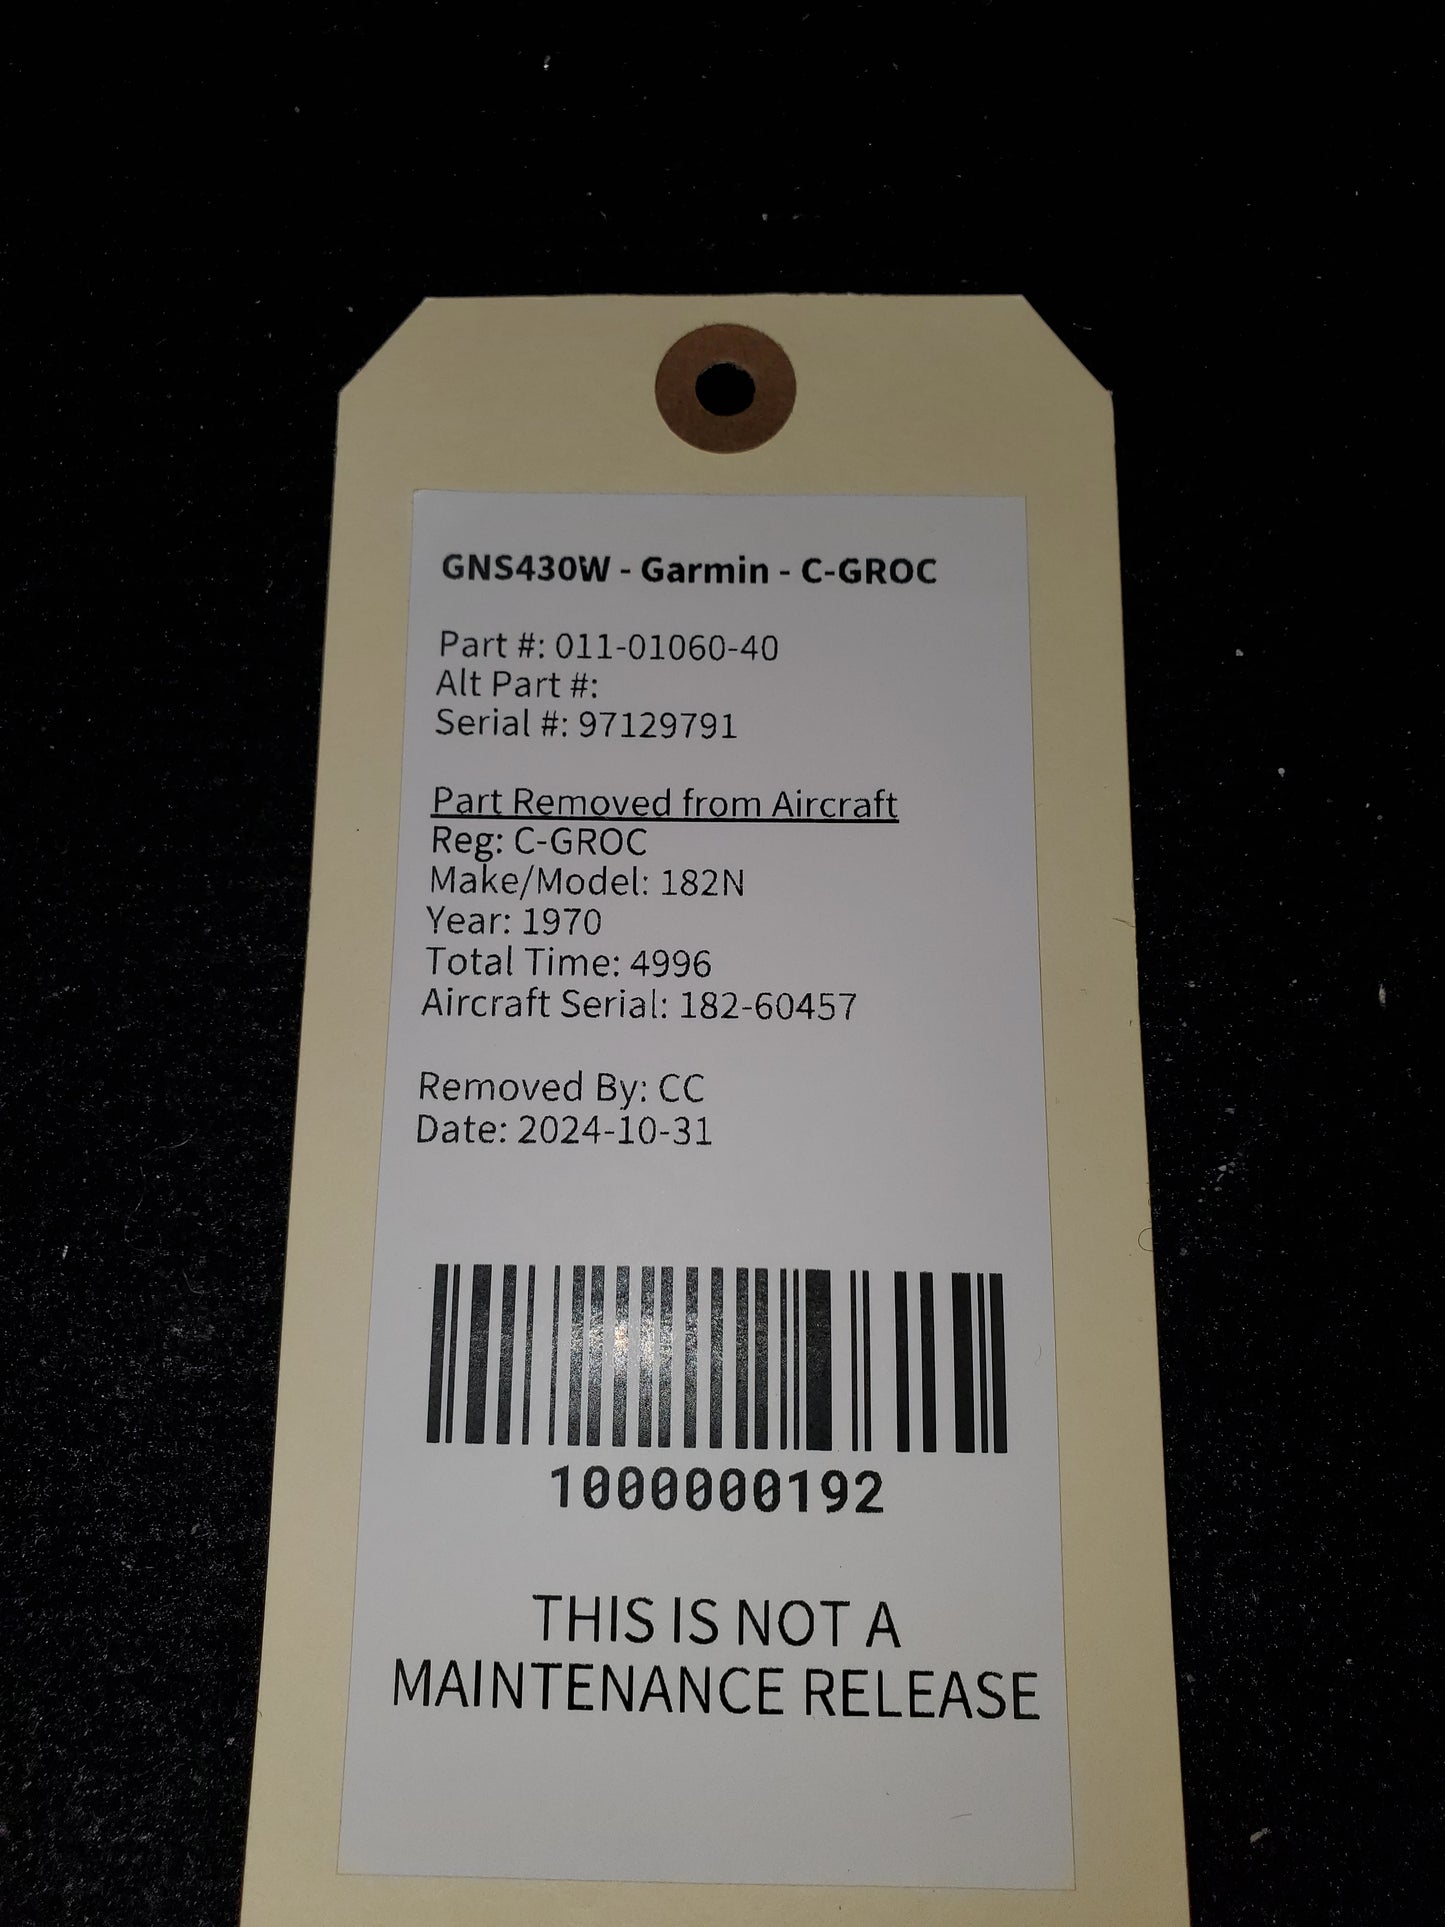 GNS430W - Garmin - C-GROC
Part #: 011-01060-40
Alt Part #:
Serial #: 97129791
Part Removed from Aircraft
Reg: C-GROC
Make/Model: 182N
Year: 1970
Total Time: 4996
Aircraft Serial: 182-60457
Removed By: CC
Date: 2024-10-31
1000000192
THIS IS NOT A
MAINTENANCE RELEASE